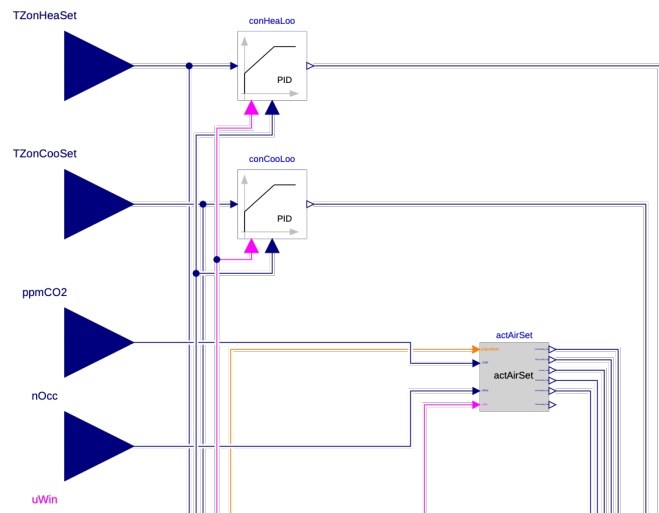 TZonHeaSet
conHeaLoo
PID
TZonCooSet
conCooLoo
PID
ppmCO2
actAirSet
actAirSet
nOcc
uWin